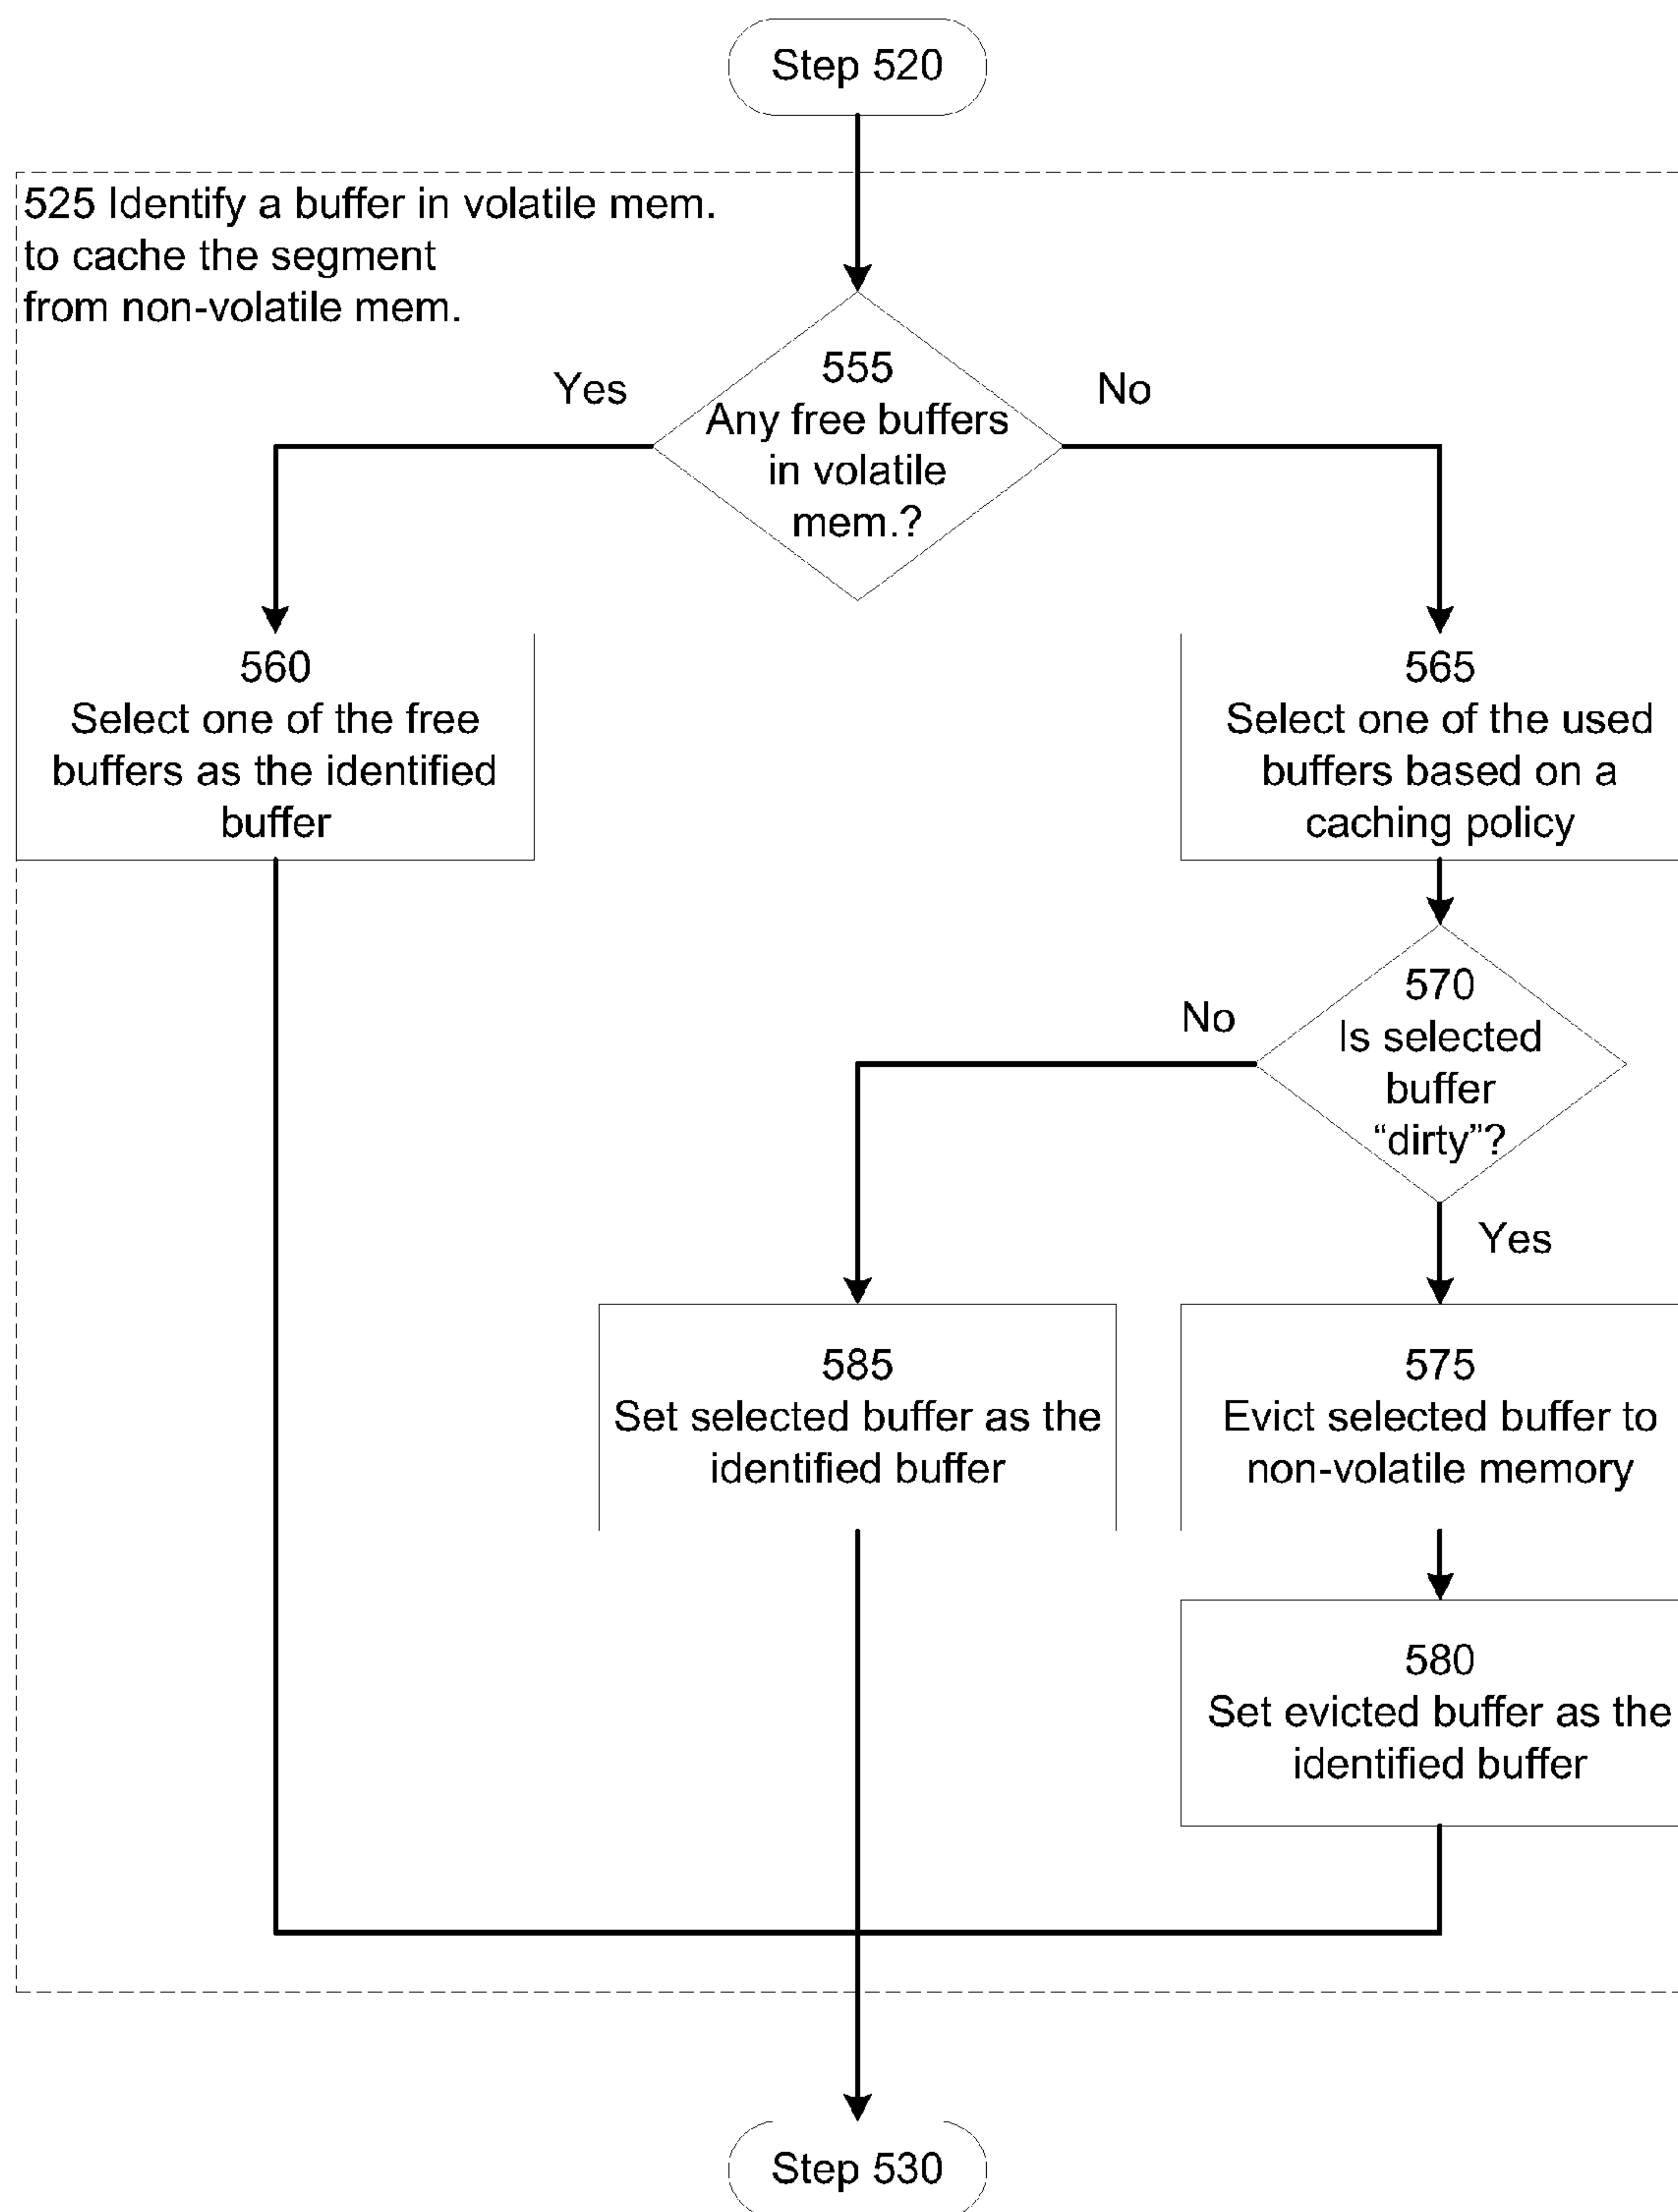 Step 520
525 Identify a buffer in volatile mem.
to cache the segment
from non-volatile mem.
Yes
555
Any free buffers
in volatile
mem.?
No
560
Select one of the free
buffers as the identified
buffer
565
Select one of the used
buffers based on a
caching policy
No
570
Is selected
buffer
“dirty”?
Yes
585
Set selected buffer as the
identified buffer
575
Evict selected buffer to
non-volatile memory
580
Set evicted buffer as the
identified buffer
Step 530